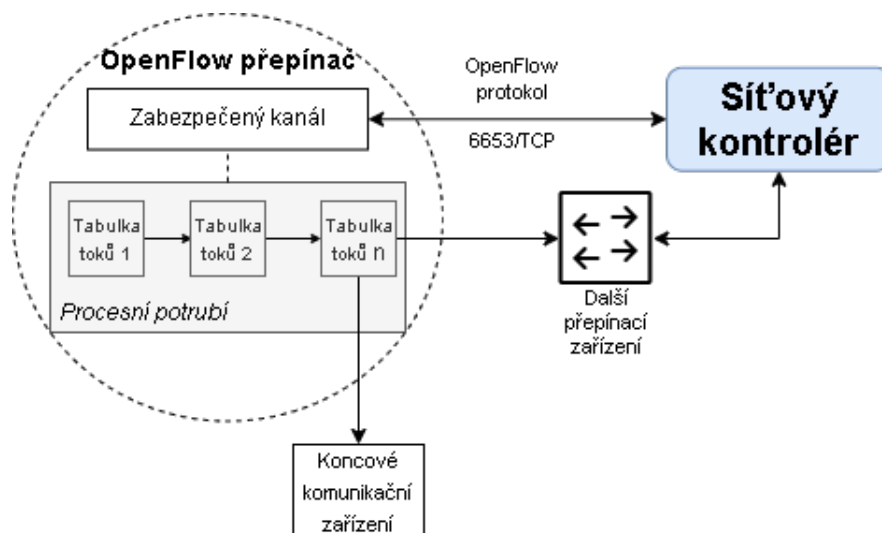 OpenFlow přepínač
Zabezpečený kanál
OpenFlow
protokol
6653/TCP
Síťový
kontrolér
Tabulka
toků 1
Tabulka
toků 2
Tabulka
toků n
Procesní potrubí
Další
přepínací
zařízení
Koncové
komunikační
zařízení